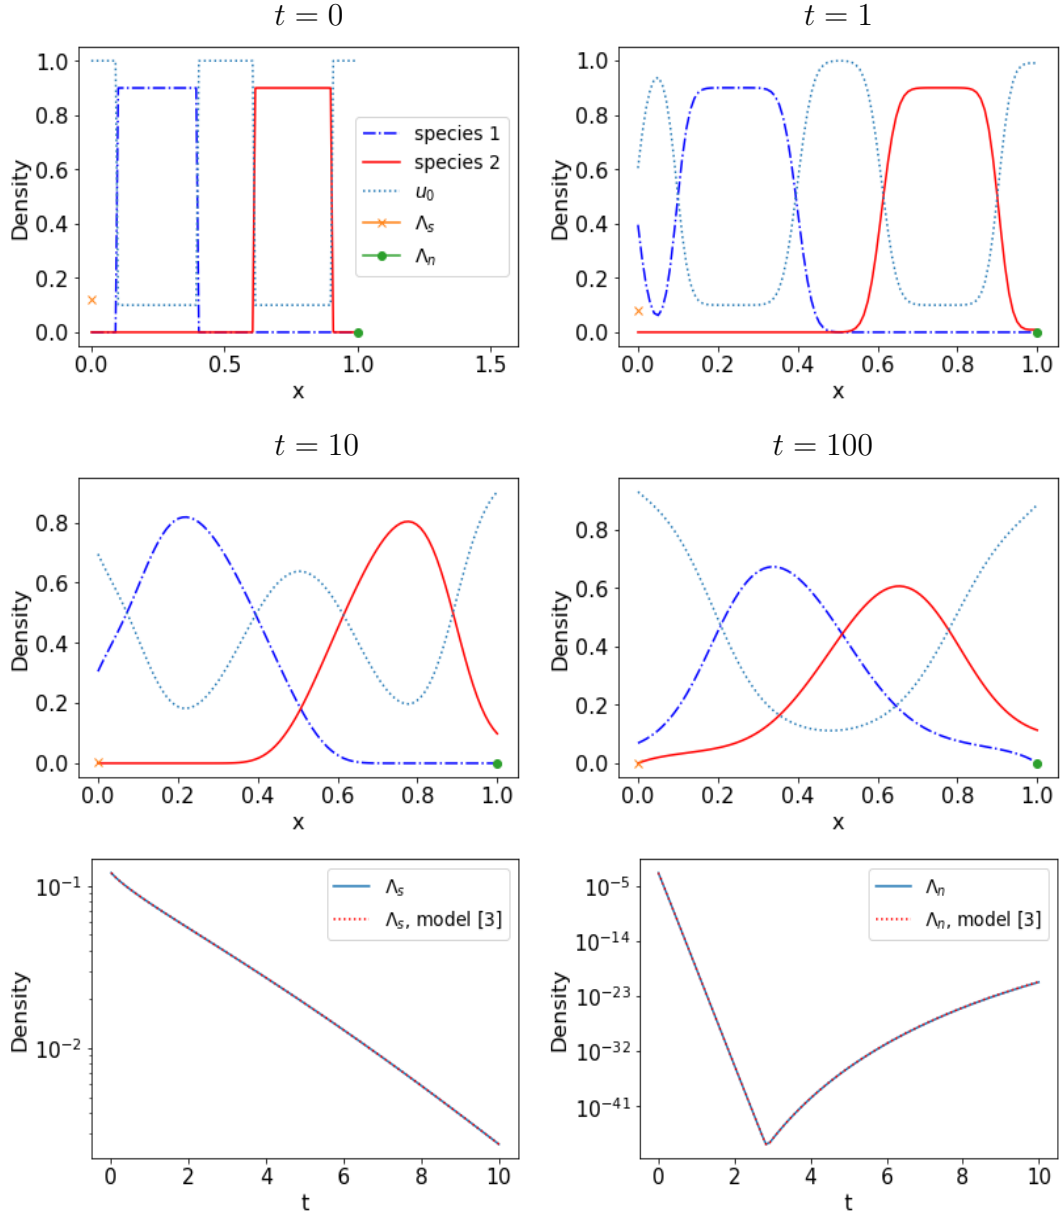 t = 0
t = 1
1.0
0.8
0.6
0.4
0.2
0.0
Density
species 1
species 2
u₀
Λₛ
Λₙ
0.0 0.5 1.0 1.5
x
1.0
0.8
0.6
0.4
0.2
0.0
Density
0.0 0.2 0.4 0.6 0.8 1.0
x
t = 10
t = 100
0.8
0.6
0.4
0.2
0.0
Density
0.0 0.2 0.4 0.6 0.8 1.0
x
0.8
0.6
0.4
0.2
0.0
Density
0.0 0.2 0.4 0.6 0.8 1.0
x
10⁻¹
10⁻²
Density
Λₛ
Λₛ, model [3]
0 2 4 6 8 10
t
10⁻⁵
10⁻¹⁴
10⁻²³
10⁻³²
10⁻⁴¹
Density
Λₙ
Λₙ, model [3]
0 2 4 6 8 10
t